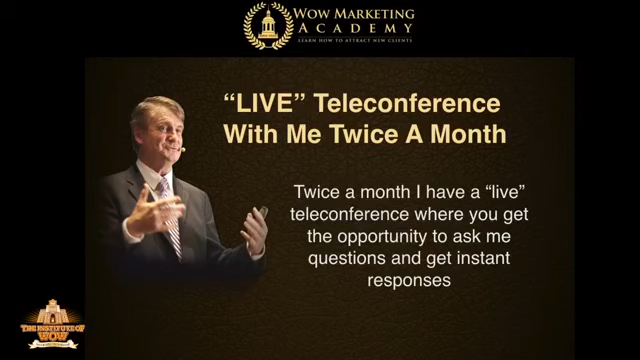 WOW MARKETING
ACADEMY
LEARN HOW TO ATTRACT NEW CLIENTS
“LIVE” Teleconference
With Me Twice A Month
Twice a month I have a “live”
teleconference where you get
the opportunity to ask me
questions and get instant
responses
THE INSTITUTE OF
WOW